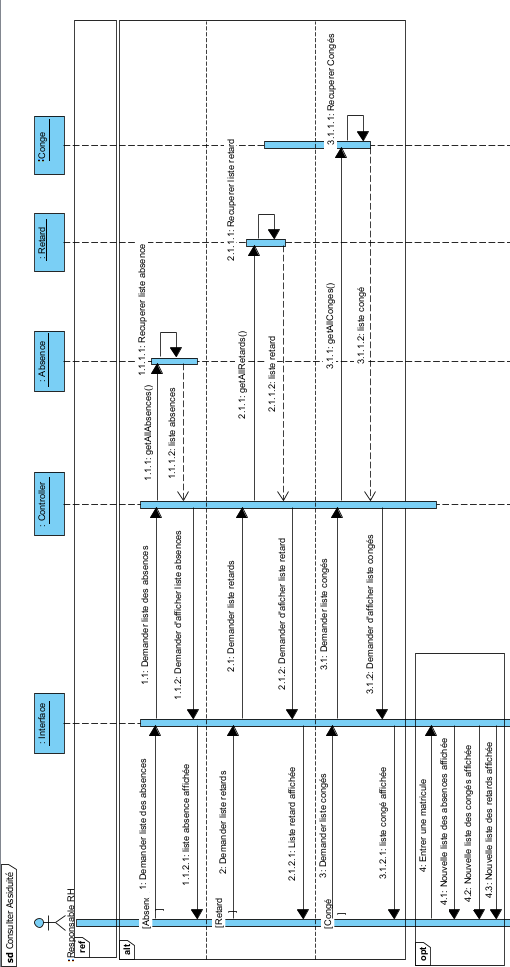 sd Consulter Assiduité
:Responsable RH
: Interface
: Controller
: Absence
: Retard
:Conge
ref
alt
[Absen
1: Demander liste des absences
1.1: Demander liste des absences
1.1.1: getAllAbsences()
1.1.1.1: Recuperer liste absence
1.1.1.2: liste absences
1.1.2: Demander d'afficher liste absences
1.1.2.1: liste absence affichée
[Retard
2: Demander liste retards
2.1: Demander liste retards
2.1.1: getAllRetards()
2.1.1.1: Recuperer liste retard
2.1.1.2: liste retard
2.1.2: Demander d'afficher liste retard
2.1.2.1: Liste retard affichée
[Congé
3: Demander liste congés
3.1: Demander liste congés
3.1.1: getAllConges()
3.1.1.1: Recuperer Congés
3.1.1.2: liste congé
3.1.2: Demander d'afficher liste congés
3.1.2.1: liste congé affichée
opt
4: Entrer une matricule
4.1: Nouvelle liste des absences affichée
4.2: Nouvelle liste des congés affichée
4.3: Nouvelle liste des retards affichée